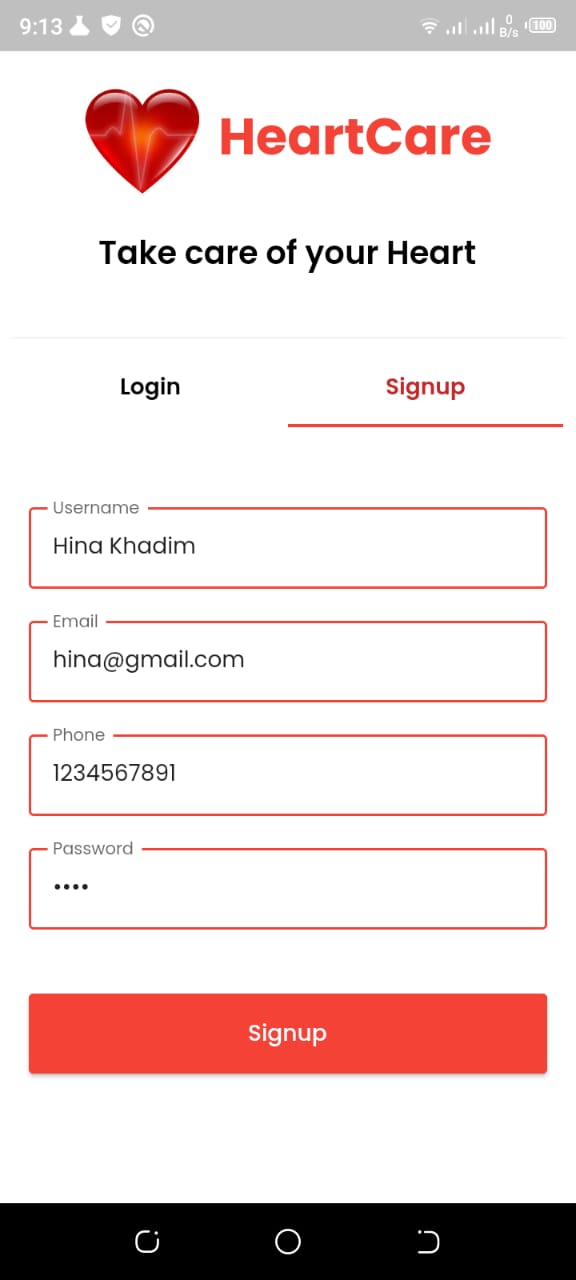 9:13 0 B/s 100
HeartCare
Take care of your Heart
Login Signup
Username
Hina Khadim
Email
hina@gmail.com
Phone
1234567891
Password
••••
Signup